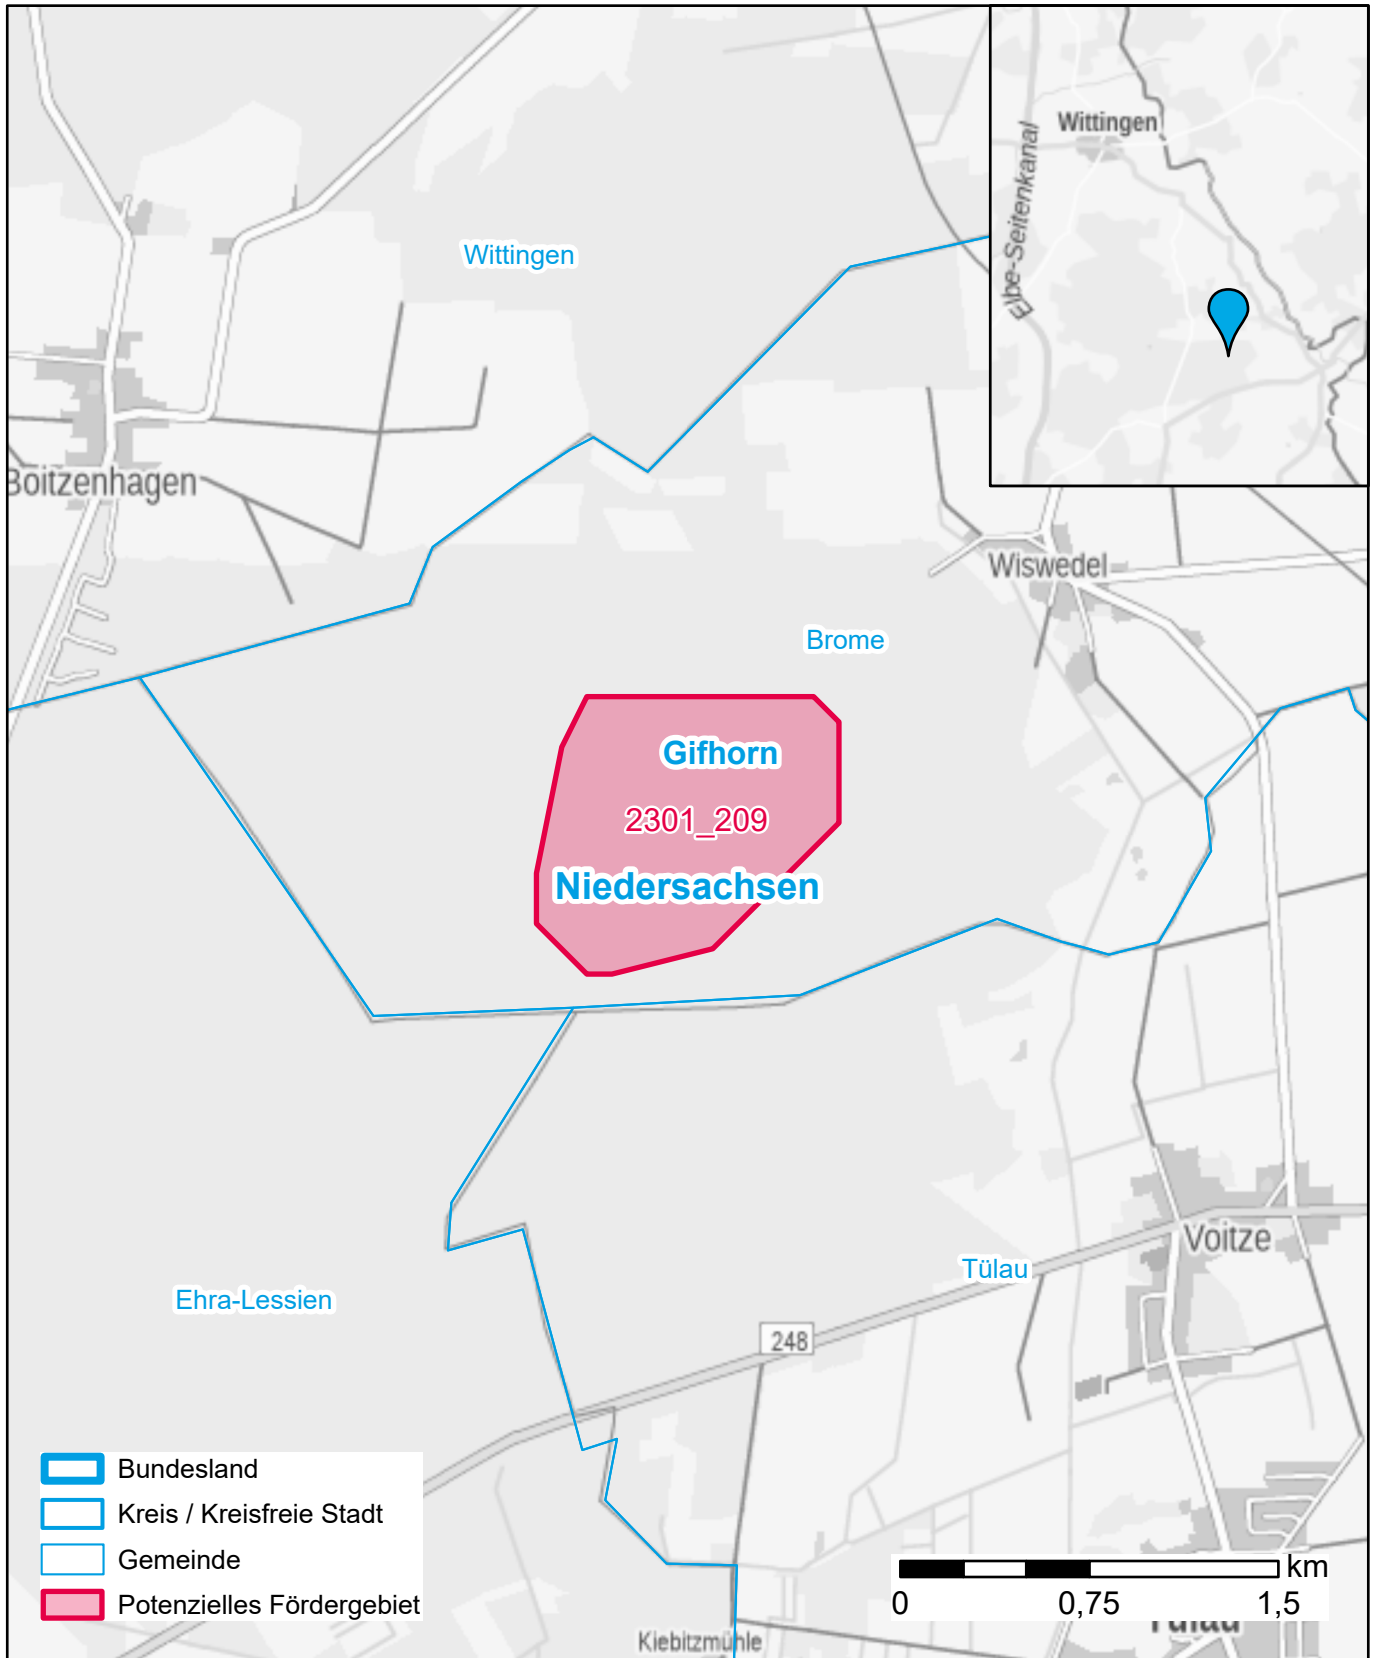 Wittingen
Elbe-Seitenkanal
Wittingen
Boitzenhagen
Wiswedel
Brome
Gifhorn
2301_209
Niedersachsen
Voitze
Tülau
Ehra-Lessien
248
Bundesland
Kreis / Kreisfreie Stadt
Gemeinde
Potenzielles Fördergebiet
km
0 0,75 1,5
Tülau
Kiebitzmühle